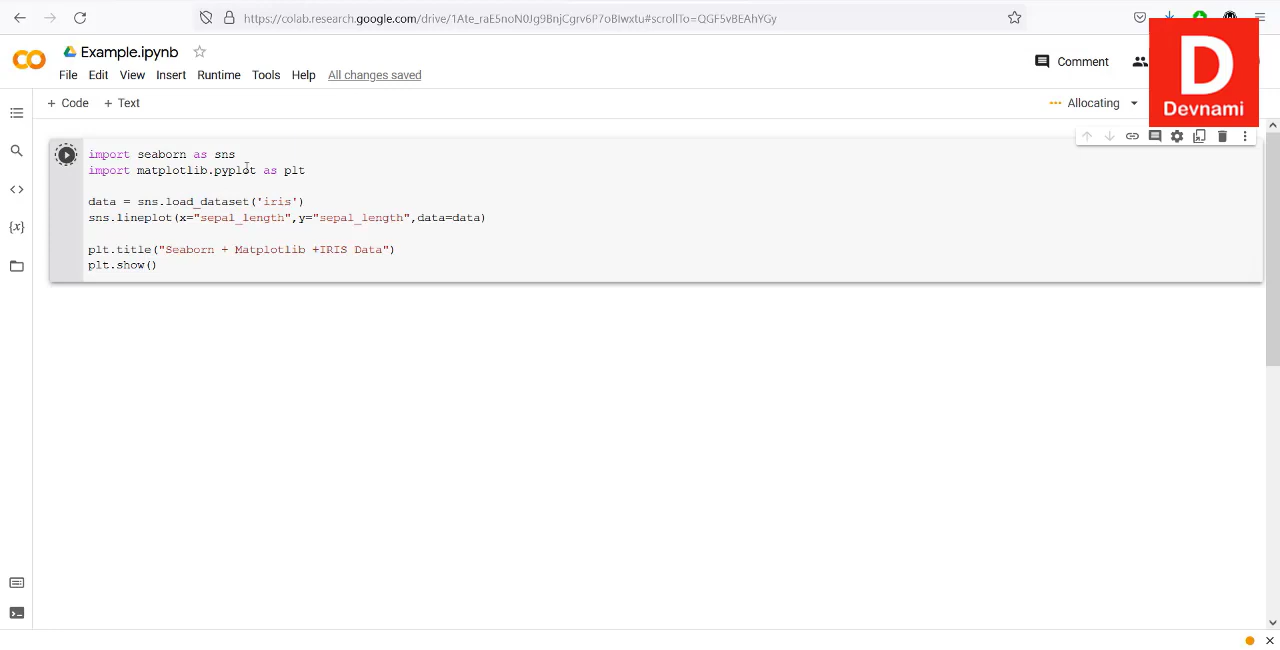 https://colab.research.google.com/drive/1Ate_raE5noN0Jg9BnjCgrv6P7oBIwxtu#scrollTo=QGF5vBEAhYGy
Example.ipynb
File Edit View Insert Runtime Tools Help All changes saved
Comment
D
Devnami
+ Code + Text
Allocating
import seaborn as sns
import matplotlib.pyplot as plt
data = sns.load_dataset('iris')
sns.lineplot(x="sepal_length",y="sepal_length",data=data)
plt.title("Seaborn + Matplotlib +IRIS Data")
plt.show()